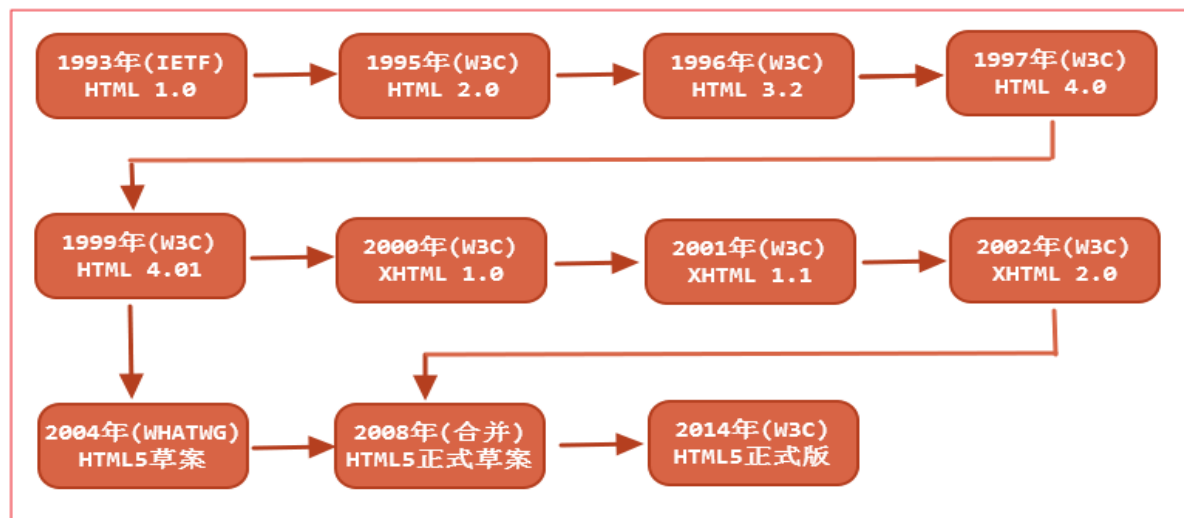 1993年(IETF)
HTML 1.0
1995年(W3C)
HTML 2.0
1996年(W3C)
HTML 3.2
1997年(W3C)
HTML 4.0
1999年(W3C)
HTML 4.01
2000年(W3C)
XHTML 1.0
2001年(W3C)
XHTML 1.1
2002年(W3C)
XHTML 2.0
2004年(WHATWG)
HTML5草案
2008年(合并)
HTML5正式草案
2014年(W3C)
HTML5正式版